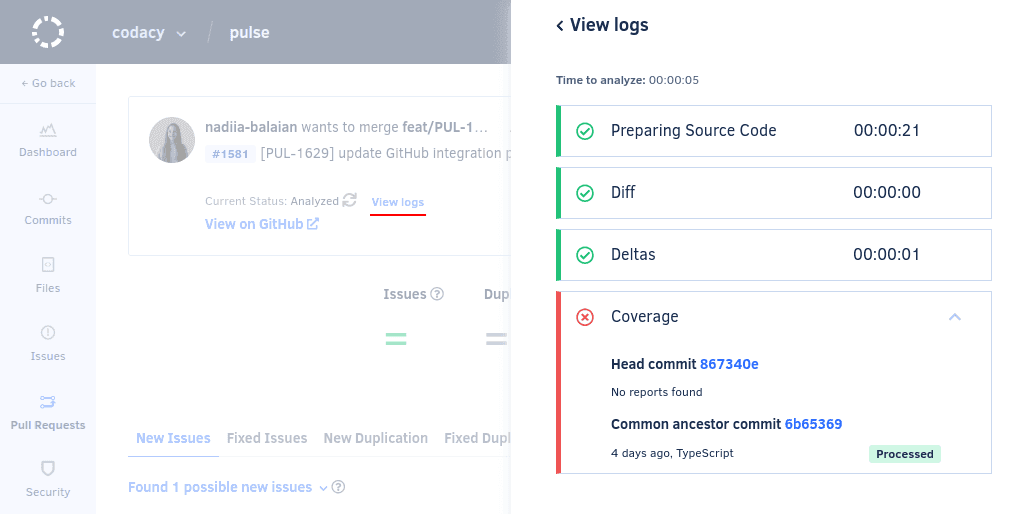 codacy / pulse
← Go back
Dashboard
Commits
Files
Issues
Pull Requests
Security
nadiia-balaian wants to merge feat/PUL-1...
#1581 [PUL-1629] update GitHub integration p
Current Status: Analyzed View logs
View on GitHub
Issues
Dup
New Issues Fixed Issues New Duplication Fixed Dupl
Found 1 possible new issues
View logs
Time to analyze: 00:00:05
Preparing Source Code 00:00:21
Diff 00:00:00
Deltas 00:00:01
Coverage
Head commit 867340e
No reports found
Common ancestor commit 6b65369
4 days ago, TypeScript Processed